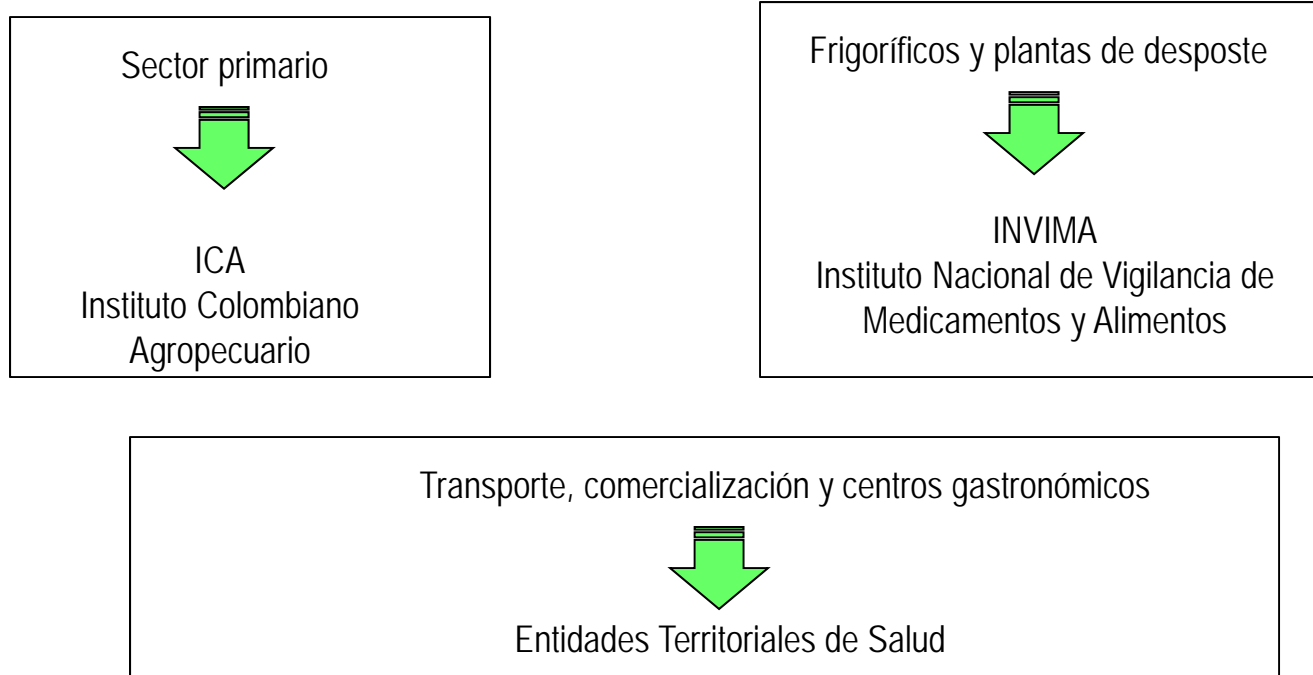 Sector primario
ICA
Instituto Colombiano
Agropecuario
Frigoríficos y plantas de desposte
INVIMA
Instituto Nacional de Vigilancia de
Medicamentos y Alimentos
Transporte, comercialización y centros gastronómicos
Entidades Territoriales de Salud